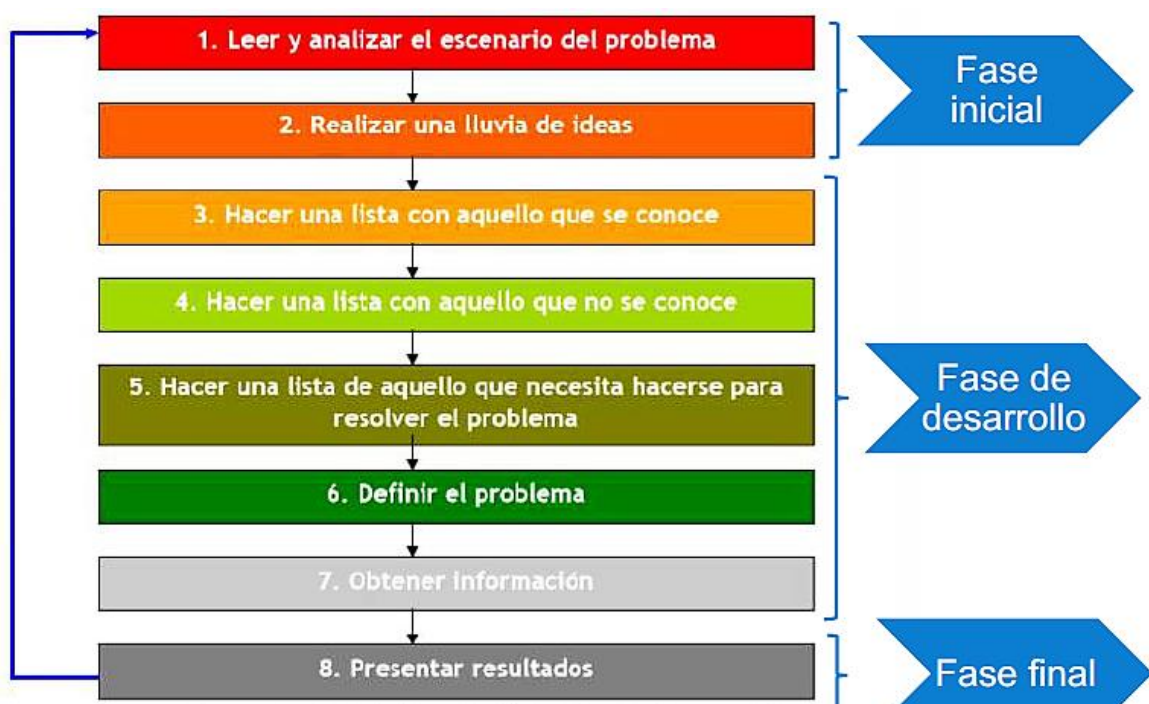 1. Leer y analizar el escenario del problema
2. Realizar una lluvia de ideas
3. Hacer una lista con aquello que se conoce
4. Hacer una lista con aquello que no se conoce
5. Hacer una lista de aquello que necesita hacerse para
resolver el problema
6. Definir el problema
7. Obtener información
8. Presentar resultados
Fase
inicial
Fase de
desarrollo
Fase final